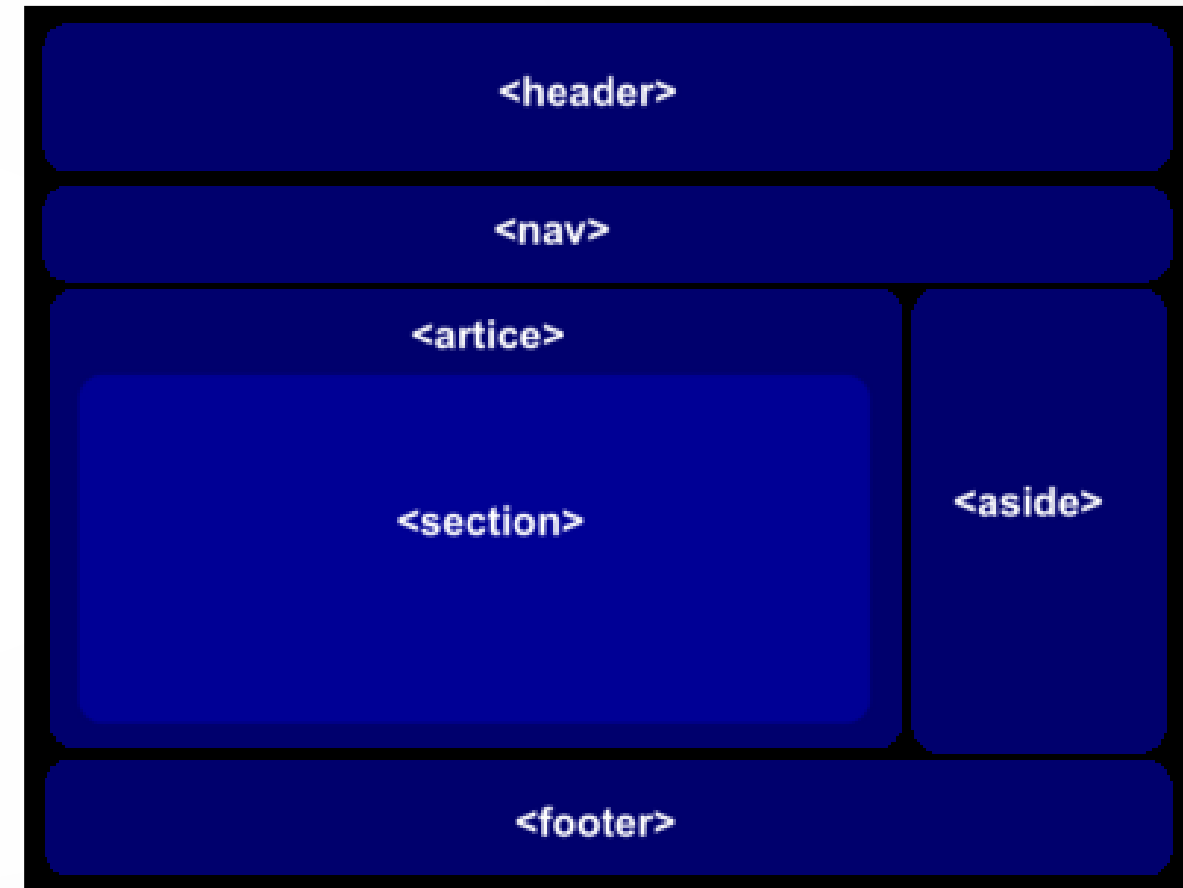 <header>
<nav>
<artice>
<section>
<aside>
<footer>